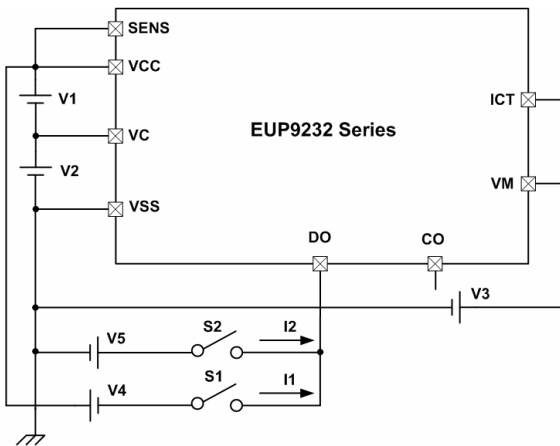 SENS
VCC
V1
ICT
VC
EUP9232 Series
V2
VM
VSS
DO
CO
V3
V5
S2
I2
V4
S1
I1